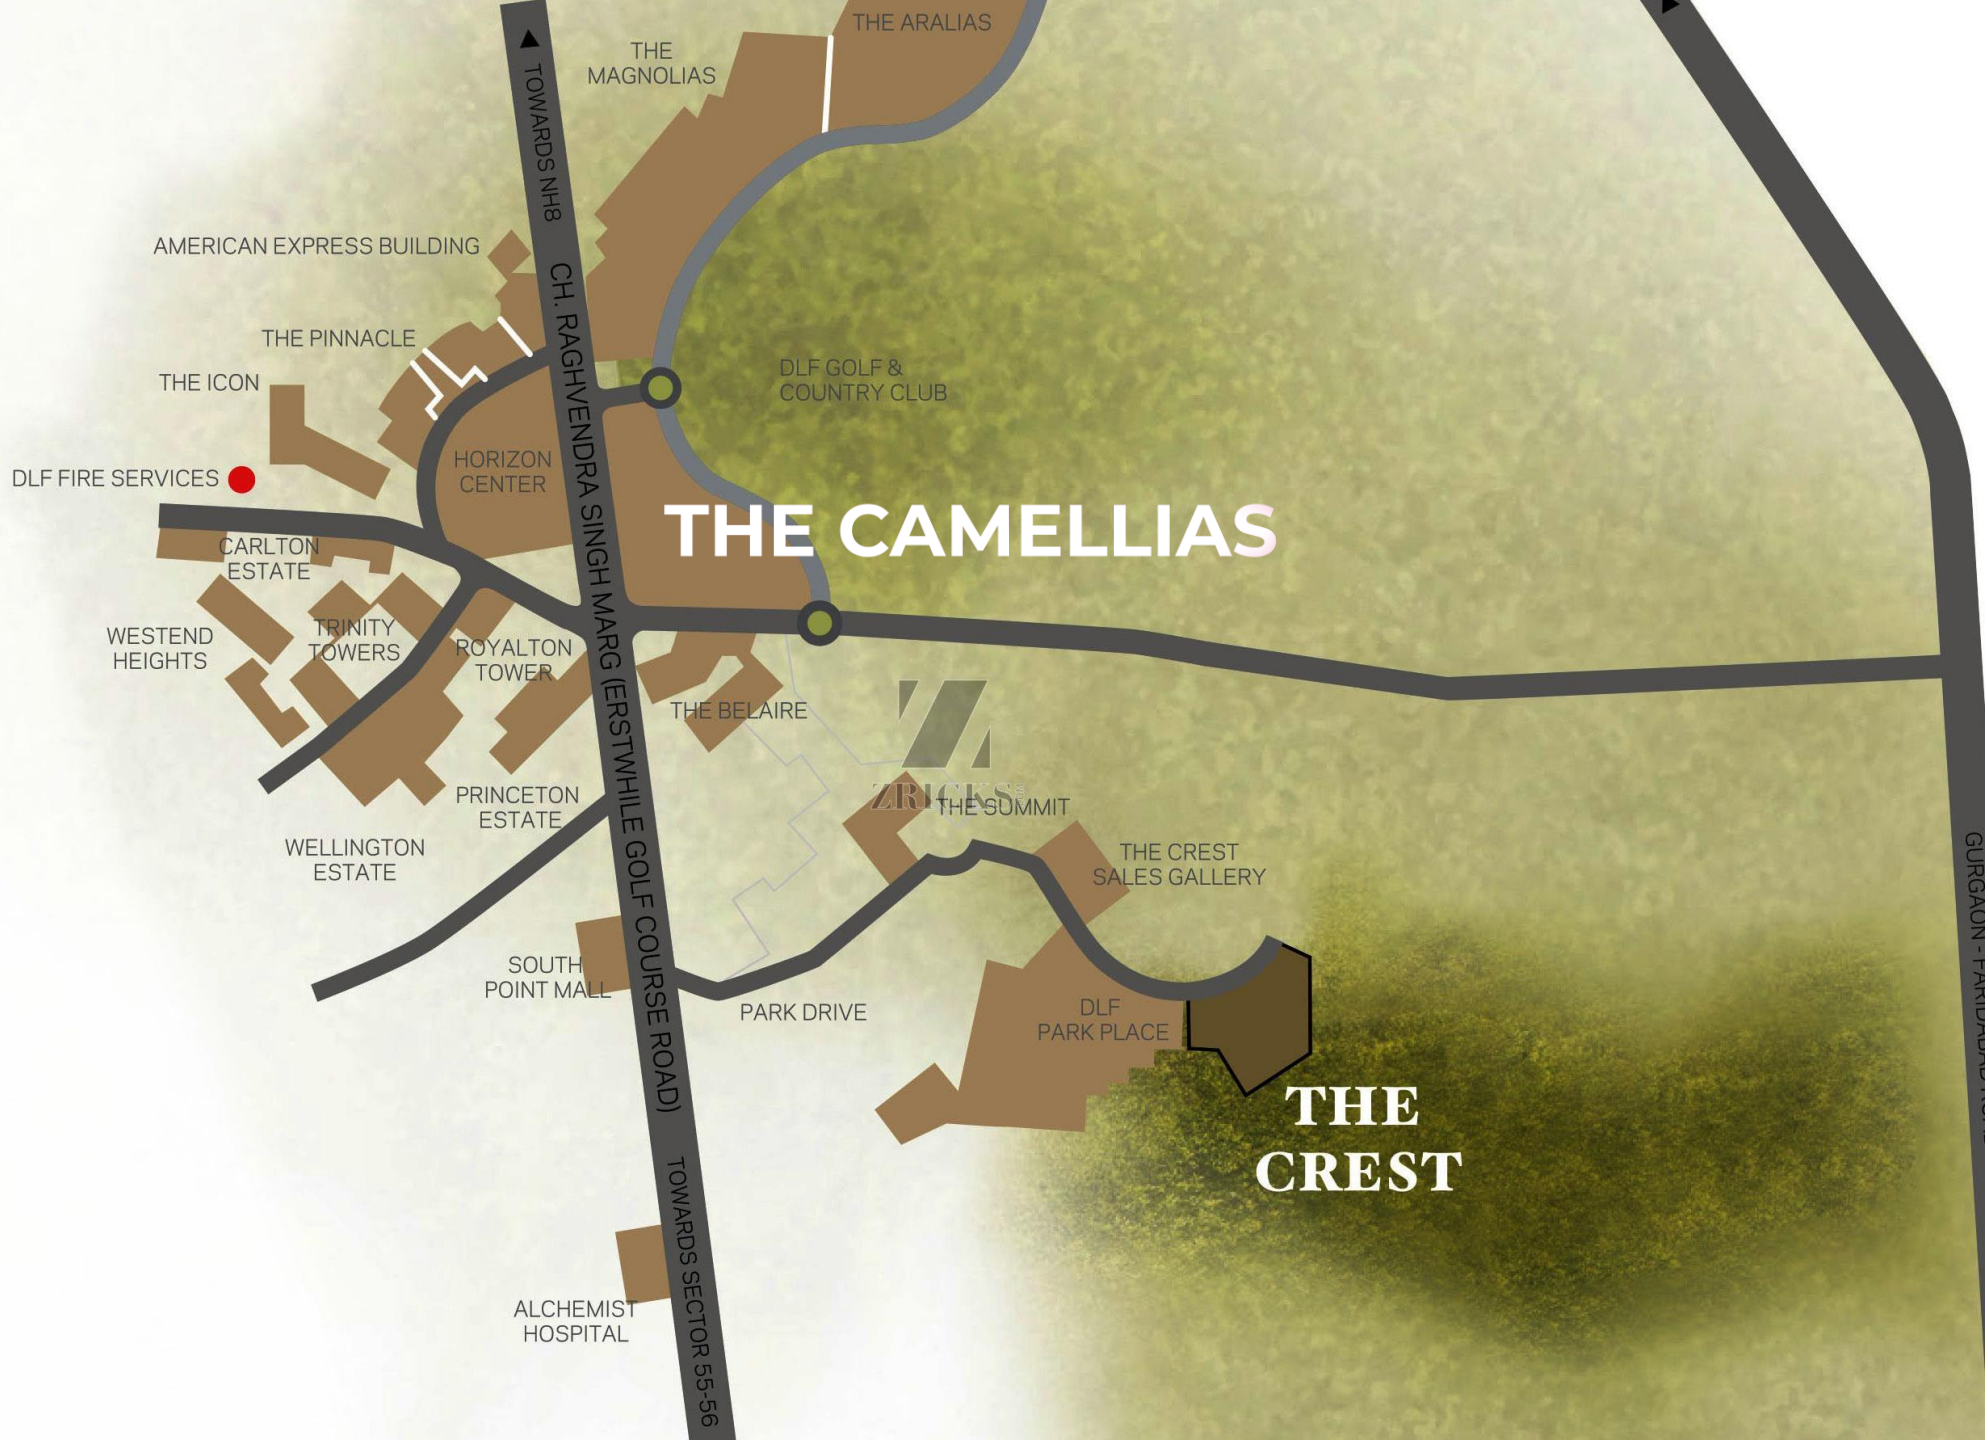 THE ARALIAS
THE
MAGNOLIAS
TOWARDS NH8
AMERICAN EXPRESS BUILDING
CH. RAGHVENDRA SINGH MARG (ERSTWHILE GOLF COURSE ROAD)
THE PINNACLE
THE ICON
DLF GOLF &
COUNTRY CLUB
HORIZON
CENTER
DLF FIRE SERVICES
THE CAMELLIAS
CARLTON
ESTATE
WESTEND
HEIGHTS
TRINITY
TOWERS
ROYALTON
TOWER
THE BELAIRE
ZRICKS
THE SUMMIT
PRINCETON
ESTATE
WELLINGTON
ESTATE
THE CREST
SALES GALLERY
SOUTH
POINT MALL
PARK DRIVE
DLF
PARK PLACE
THE
CREST
TOWARDS SECTOR 55-56
ALCHEMIST
HOSPITAL
GURGAON -